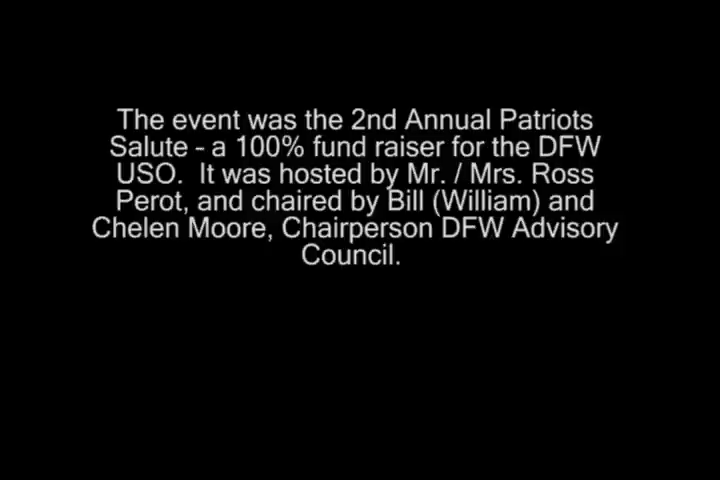 The event was the 2nd Annual Patriots
Salute - a 100% fund raiser for the DFW
USO.  It was hosted by Mr. / Mrs. Ross
Perot, and chaired by Bill (William) and
Chelen Moore, Chairperson DFW Advisory
Council.